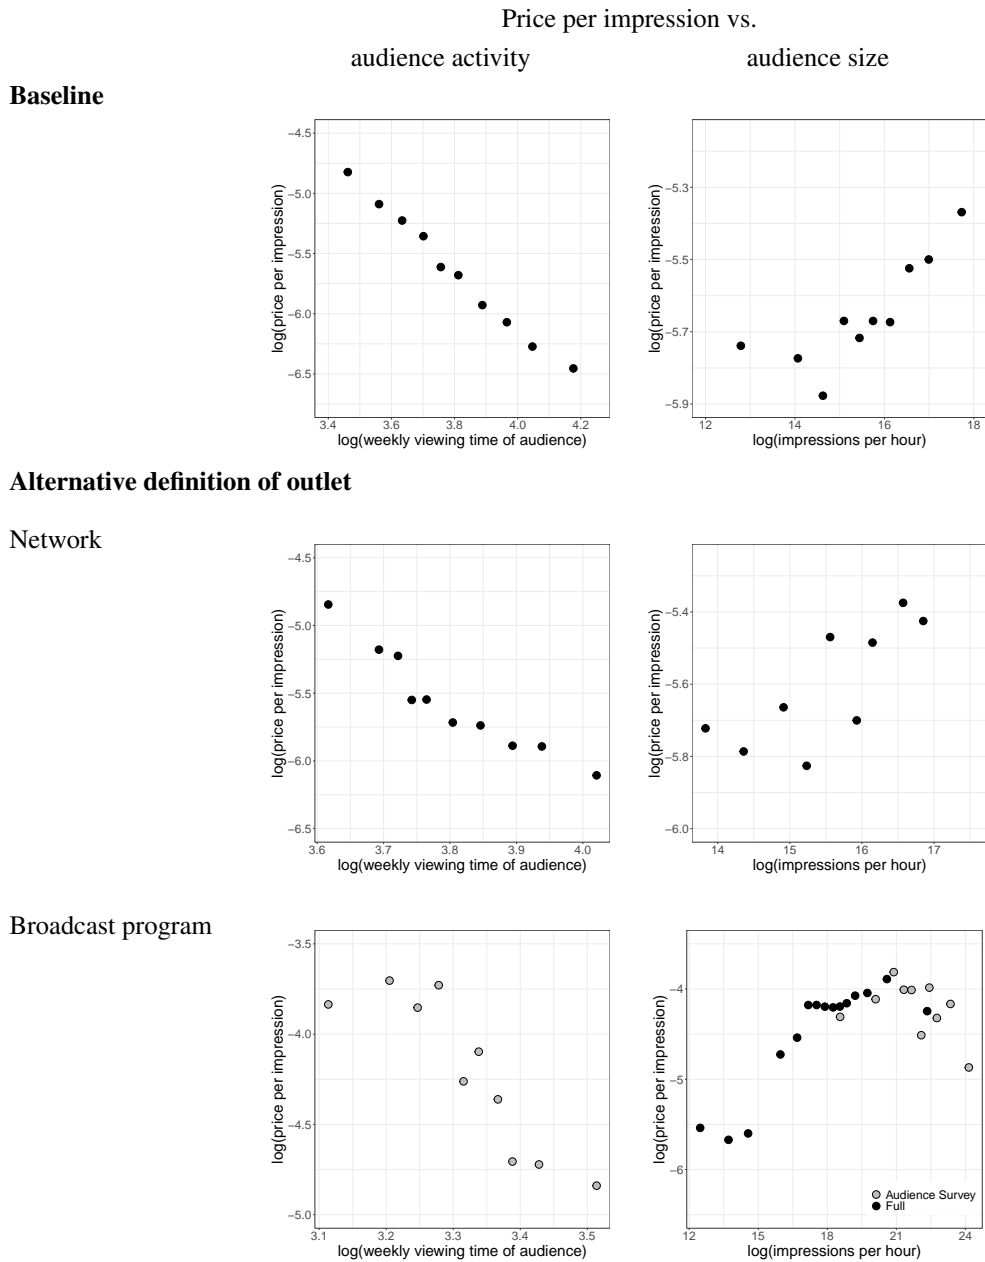 Price per impression vs.
audience activity
audience size
Baseline
−4.5
−5.0
−5.5
−6.0
−6.5
log(price per impression)
3.4 3.6 3.8 4.0 4.2
log(weekly viewing time of audience)
−5.3
−5.5
−5.7
−5.9
log(price per impression)
12 14 16 18
log(impressions per hour)
Alternative definition of outlet
Network
−4.5
−5.0
−5.5
−6.0
−6.5
log(price per impression)
3.6 3.7 3.8 3.9 4.0
log(weekly viewing time of audience)
−5.4
−5.6
−5.8
−6.0
log(price per impression)
14 15 16 17
log(impressions per hour)
Broadcast program
−3.5
−4.0
−4.5
−5.0
log(price per impression)
3.1 3.2 3.3 3.4 3.5
log(weekly viewing time of audience)
−4
−5
−6
log(price per impression)
Audience Survey
Full
12 15 18 21 24
log(impressions per hour)